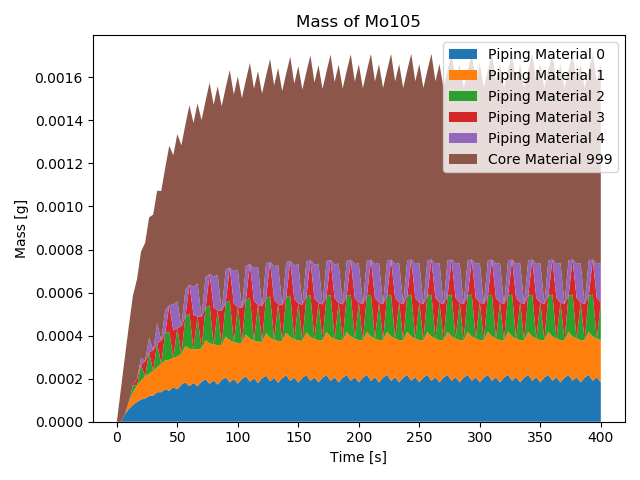 Mass of Mo105
Mass [g]
0.0016
0.0014
0.0012
0.0010
0.0008
0.0006
0.0004
0.0002
0.0000
Piping Material 0
Piping Material 1
Piping Material 2
Piping Material 3
Piping Material 4
Core Material 999
0 50 100 150 200 250 300 350 400
Time [s]